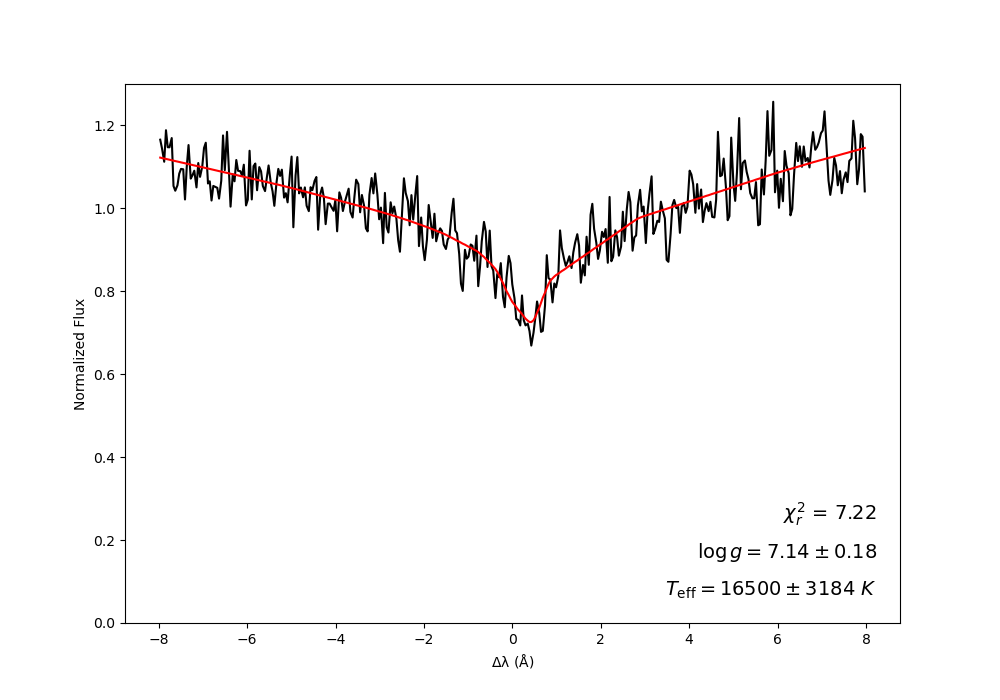 Normalized Flux
1.2
1.0
0.8
0.6
0.4
0.2
0.0
χ²ᵣ = 7.22
log g = 7.14 ± 0.18
T_eff = 16500 ± 3184 K
−8 −6 −4 −2 0 2 4 6 8
Δλ (Å)